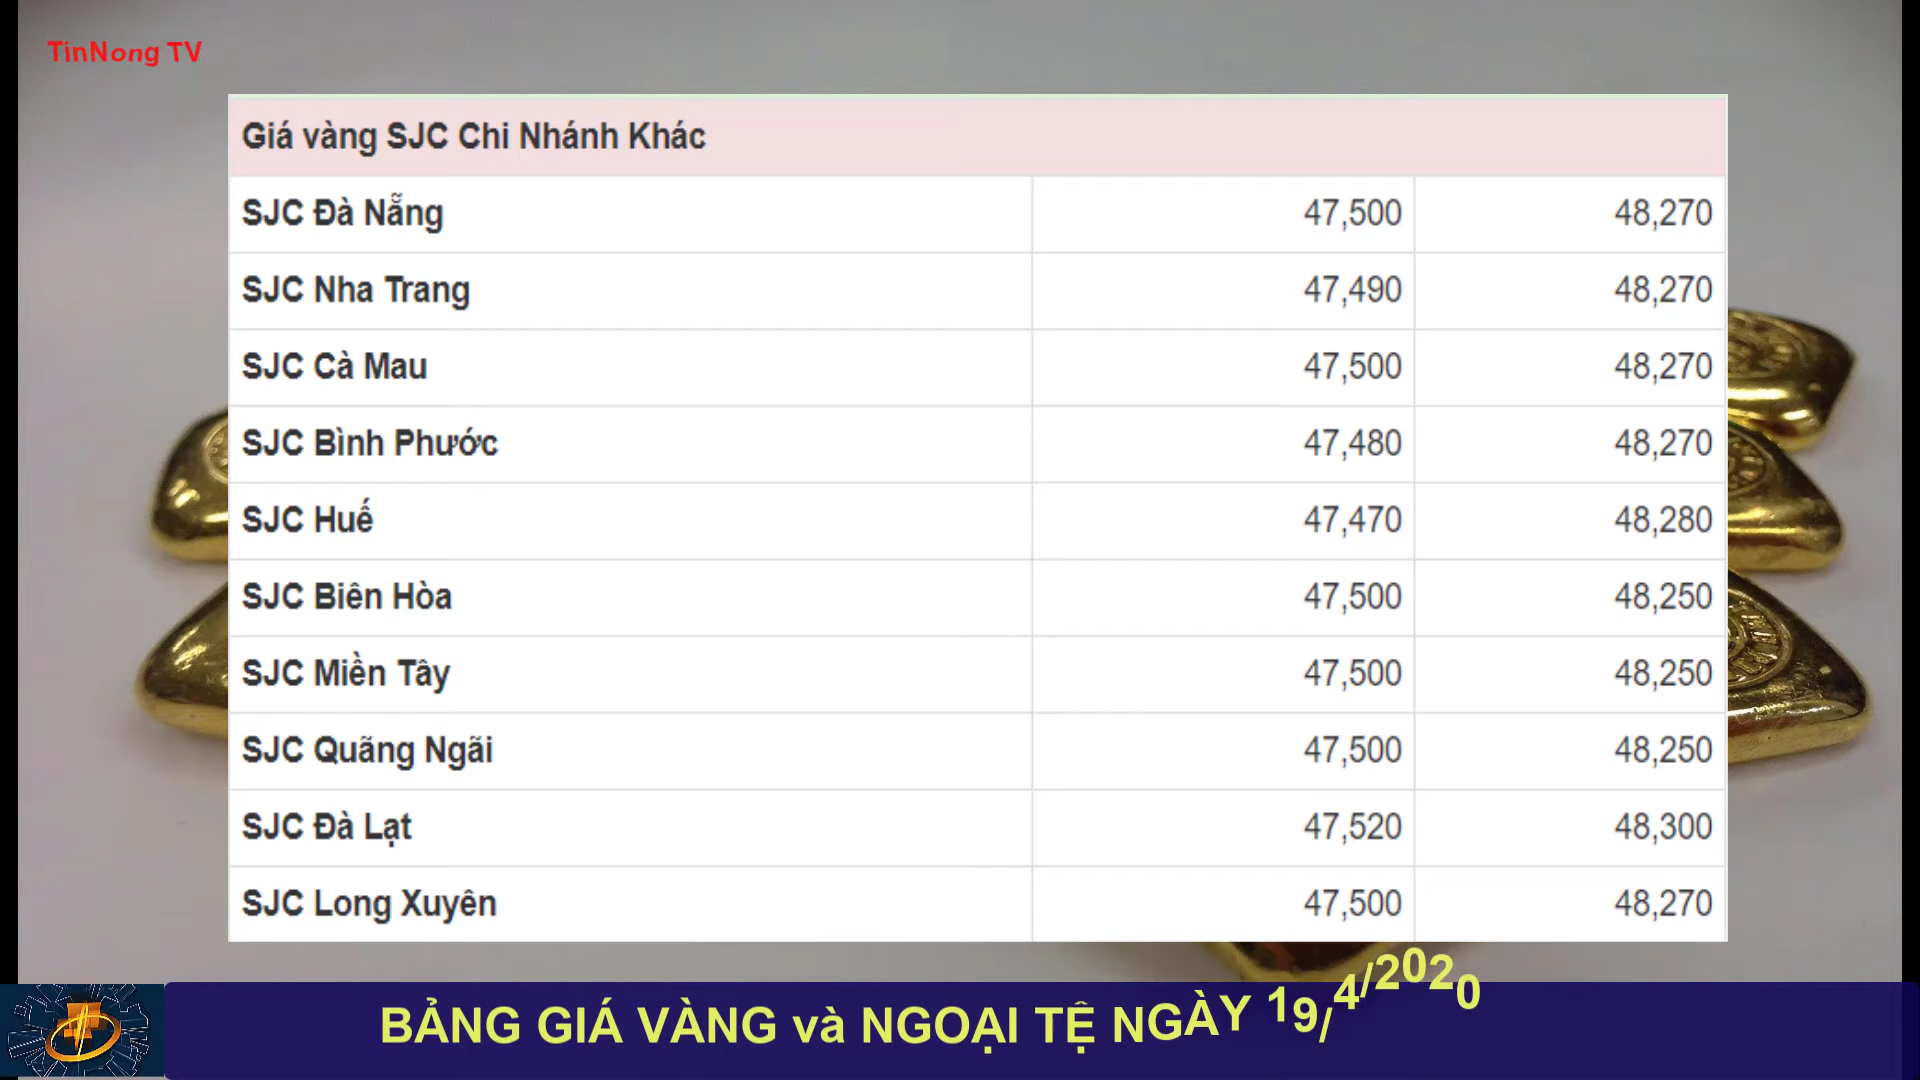 TinNong TV
Giá vàng SJC Chi Nhánh Khác
SJC Đà Nẵng 47,500 48,270
SJC Nha Trang 47,490 48,270
SJC Cà Mau 47,500 48,270
SJC Bình Phước 47,480 48,270
SJC Huế 47,470 48,280
SJC Biên Hòa 47,500 48,250
SJC Miền Tây 47,500 48,250
SJC Quãng Ngãi 47,500 48,250
SJC Đà Lạt 47,520 48,300
SJC Long Xuyên 47,500 48,270
BẢNG GIÁ VÀNG và NGOẠI TỆ NGÀY 19/4/2020